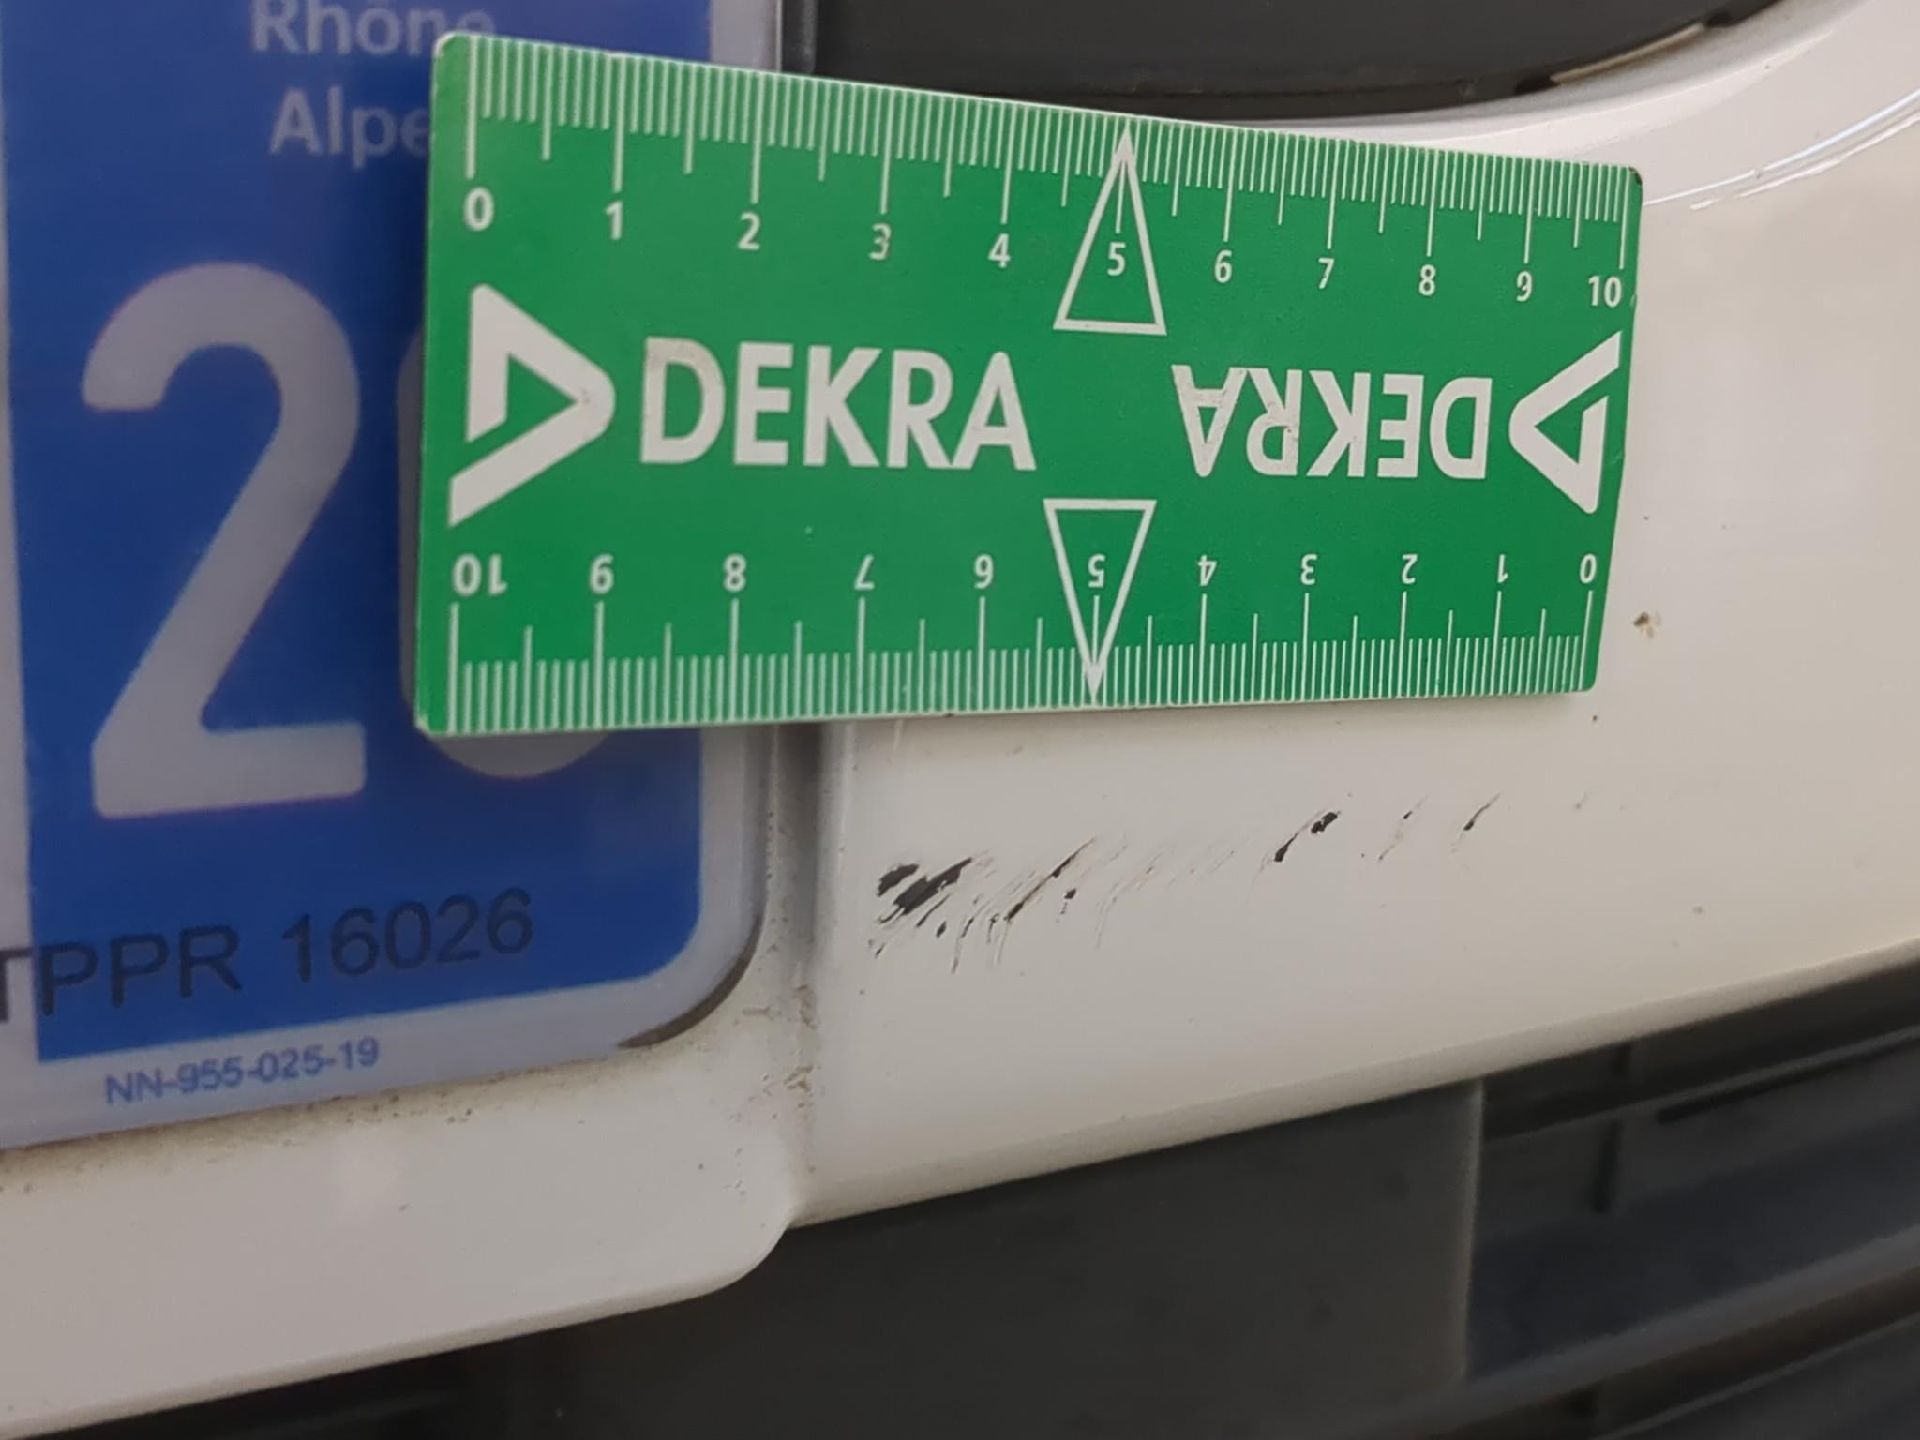 Rhône
Alpe
2
0 1 2 3 4 5 6 7 8 9 10
DEKRA DEKRA
10 9 8 7 6 5 4 3 2 1 0
TPPR 16026
NN-955-025-19